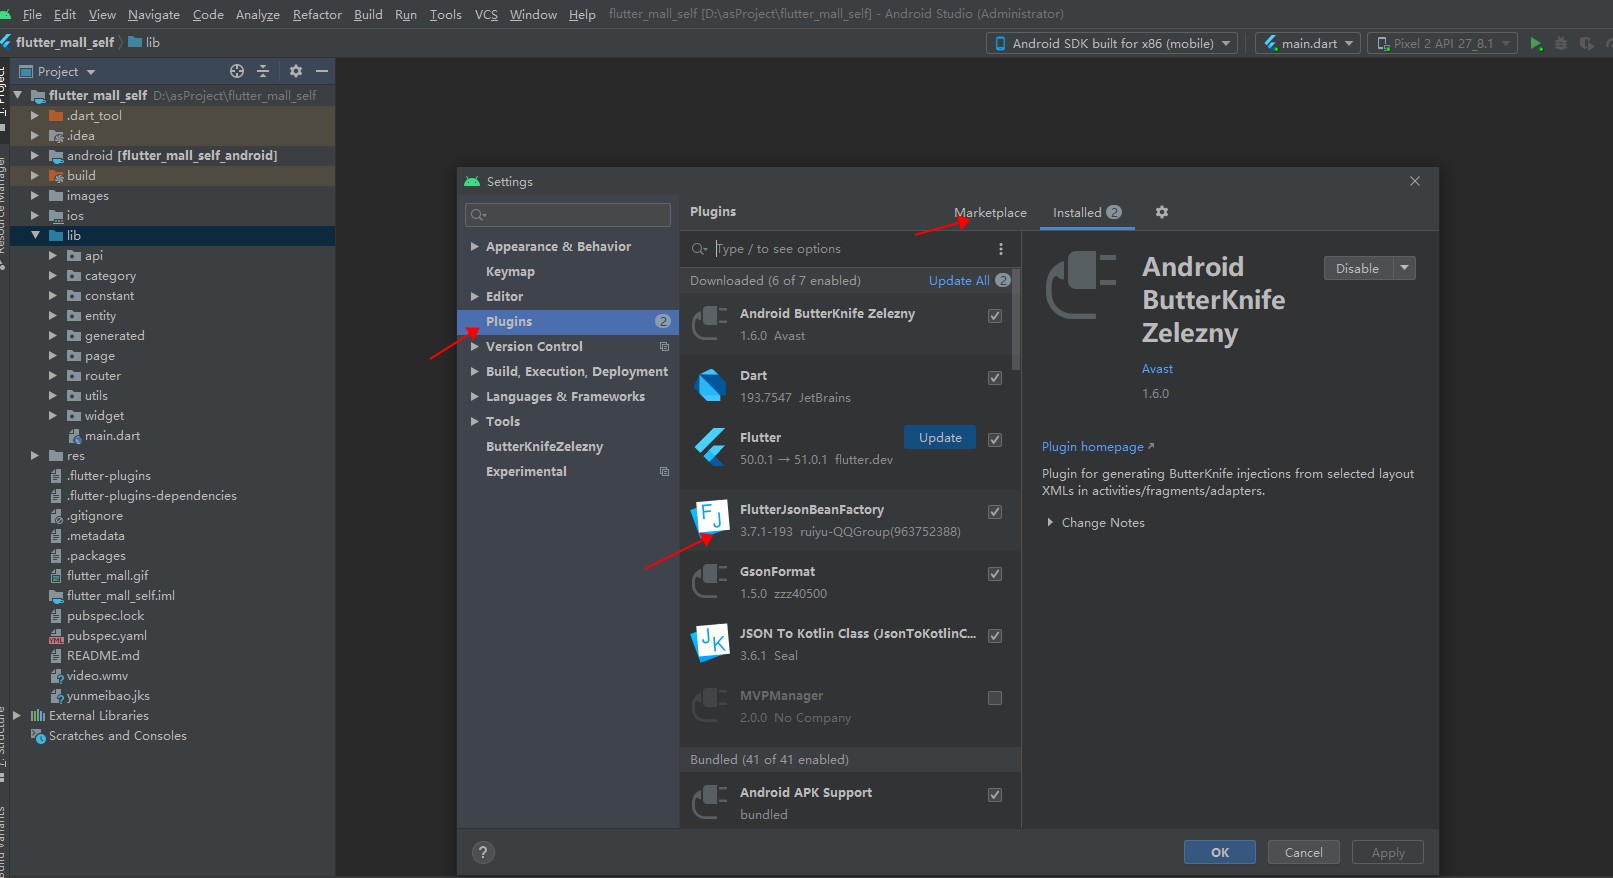 File Edit View Navigate Code Analyze Refactor Build Run Tools VCS Window Help flutter_mall_self [D:\asProject\flutter_mall_self] - Android Studio (Administrator)
flutter_mall_self lib
Android SDK built for x86 (mobile) main.dart Pixel 2 API 27_8.1
Project
flutter_mall_self D:\asProject\flutter_mall_self
.dart_tool
.idea
android [flutter_mall_self_android]
build
images
ios
lib
api
category
constant
entity
generated
page
router
utils
widget
main.dart
res
.flutter-plugins
.flutter-plugins-dependencies
.gitignore
.metadata
.packages
flutter_mall.gif
flutter_mall_self.iml
pubspec.lock
pubspec.yaml
README.md
video.wmv
yunmeibao.jks
External Libraries
Scratches and Consoles
Settings
Appearance & Behavior
Keymap
Editor
Plugins 2
Version Control
Build, Execution, Deployment
Languages & Frameworks
Tools
ButterKnifeZelezny
Experimental
Plugins Marketplace Installed 2
Type / to see options
Downloaded (6 of 7 enabled) Update All 2
Android ButterKnife Zelezny
1.6.0 Avast
Dart
193.7547 JetBrains
Flutter Update
50.0.1 → 51.0.1 flutter.dev
FJ
FlutterJsonBeanFactory
3.7.1-193 ruiyu-QQGroup(963752388)
GsonFormat
1.5.0 zzz40500
JK
JSON To Kotlin Class (JsonToKotlinC...
3.6.1 Seal
MVPManager
2.0.0 No Company
Bundled (41 of 41 enabled)
Android APK Support
bundled
Android
ButterKnife
Zelezny
Disable
Avast
1.6.0
Plugin homepage
Plugin for generating ButterKnife injections from selected layout
XMLs in activities/fragments/adapters.
Change Notes
? OK Cancel Apply